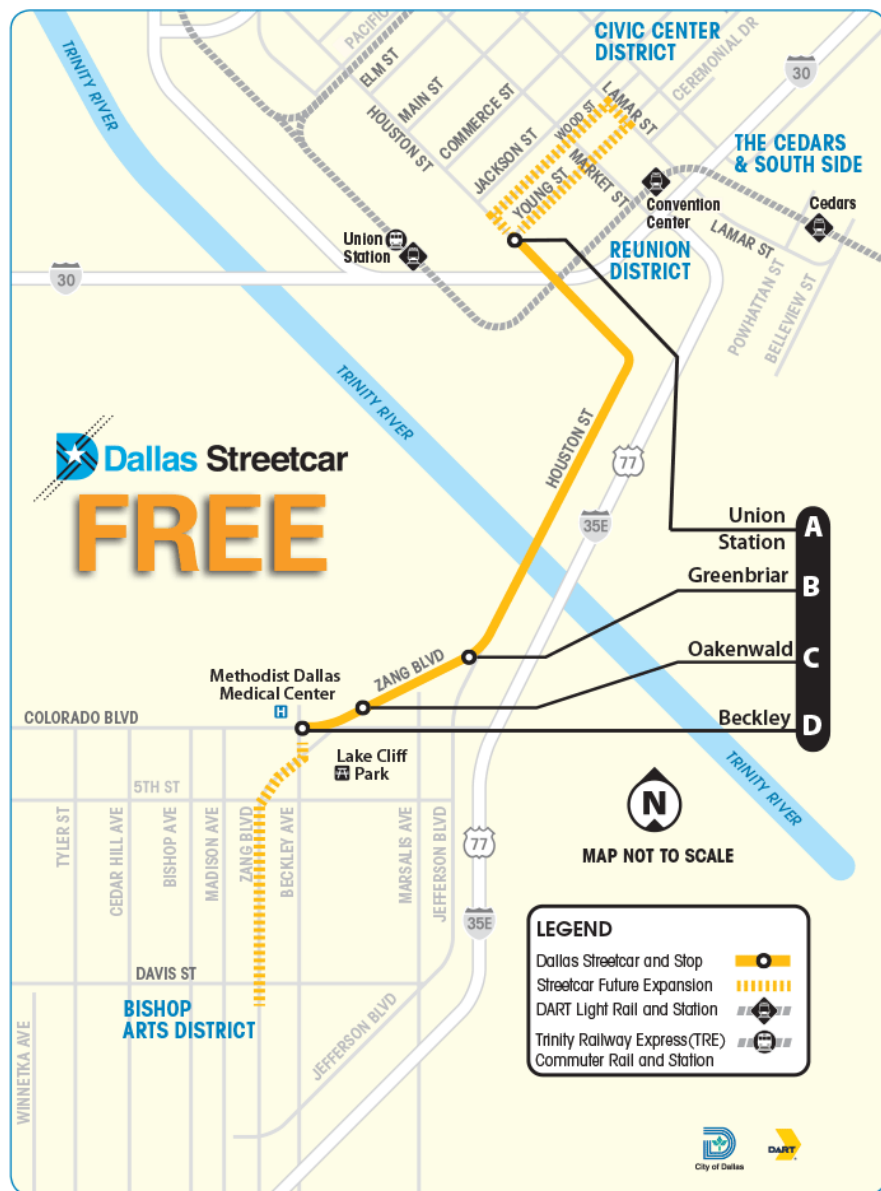 TRINITY RIVER
PACIFIC
ELM ST
MAIN ST
HOUSTON ST
COMMERCE ST
JACKSON ST
WOOD ST
YOUNG ST
LAMAR ST
MARKET ST
CIVIC CENTER
DISTRICT
CEREMONIAL DR
30
THE CEDARS
& SOUTH SIDE
Convention
Center
Cedars
LAMAR ST
POWHATTAN ST
BELLEVIEW ST
Union
Station
REUNION
DISTRICT
30
TRINITY RIVER
HOUSTON ST
77
35E
Dallas Streetcar
FREE
Union
Station
A
Greenbriar
B
Oakenwald
C
Beckley
D
ZANG BLVD
Methodist Dallas
Medical Center
H
COLORADO BLVD
Lake Cliff
Park
5TH ST
TYLER ST
CEDAR HILL AVE
BISHOP AVE
MADISON AVE
ZANG BLVD
BECKLEY AVE
MARSALIS AVE
JEFFERSON BLVD
77
35E
TRINITY RIVER
N
MAP NOT TO SCALE
DAVIS ST
BISHOP
ARTS DISTRICT
WINNETKA AVE
JEFFERSON BLVD
LEGEND
Dallas Streetcar and Stop
Streetcar Future Expansion
DART Light Rail and Station
Trinity Railway Express(TRE)
Commuter Rail and Station
City of Dallas
DART